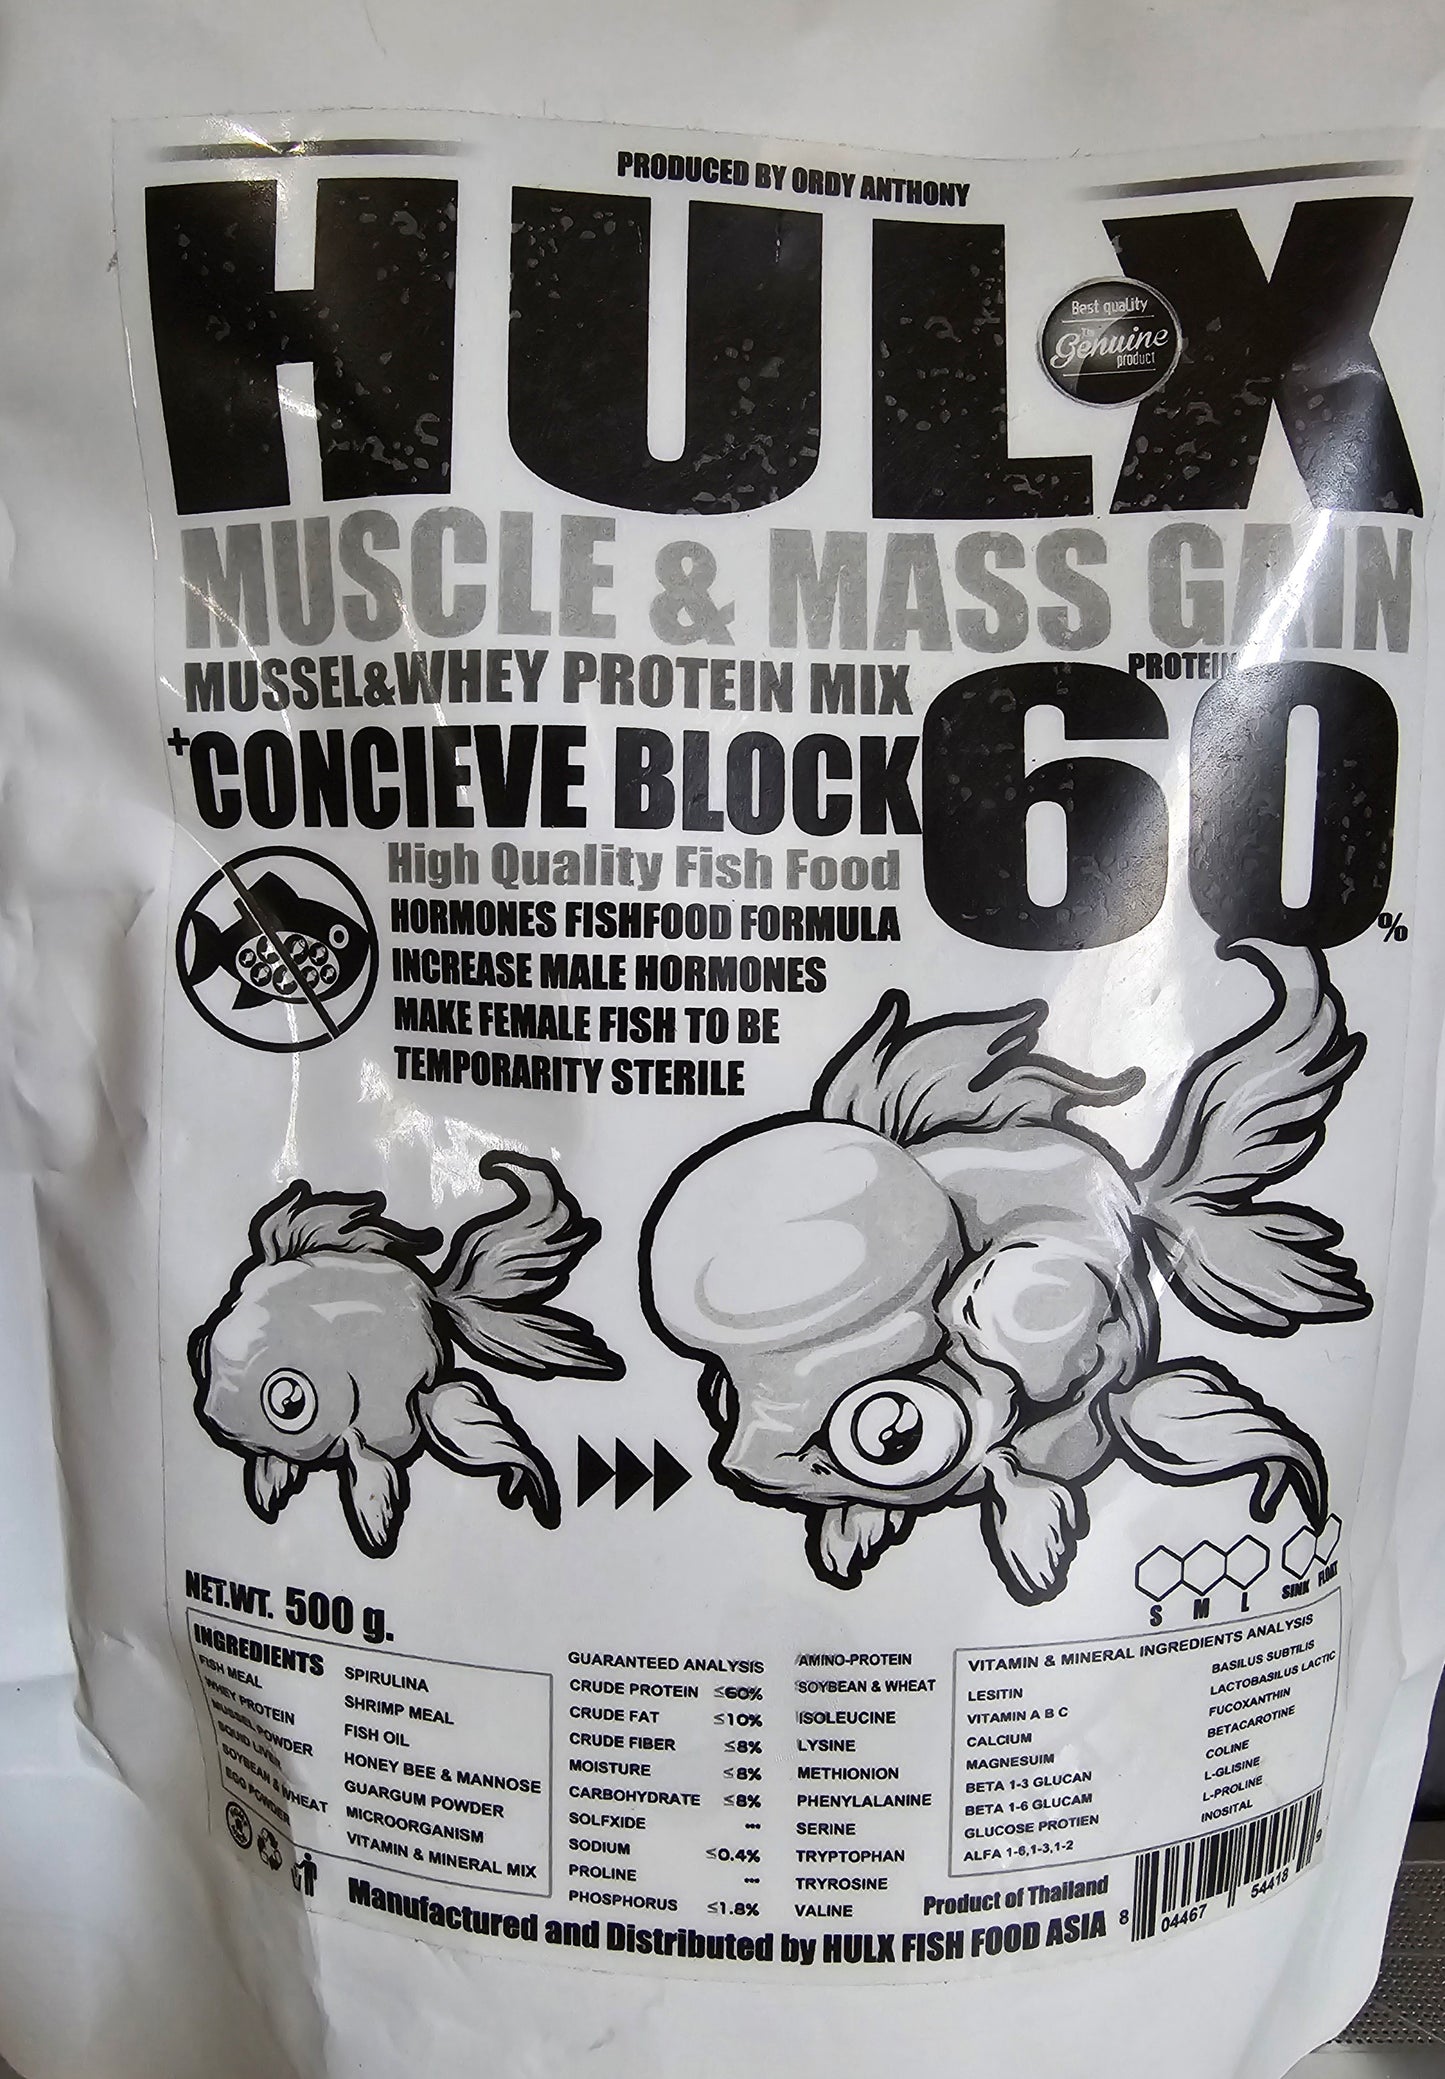 PRODUCED BY ORDY ANTHONY
HULX
Best quality
The
Genuine
product
MUSCLE & MASS GAIN
MUSSEL&WHEY PROTEIN MIX
PROTEIN
60%
+CONCIEVE BLOCK
High Quality Fish Food
HORMONES FISHFOOD FORMULA
INCREASE MALE HORMONES
MAKE FEMALE FISH TO BE
TEMPORARITY STERILE
S M L SINK FLOAT
NET.WT. 500 g.
INGREDIENTS
FISH MEAL
WHEY PROTEIN
MUSSEL POWDER
SQUID LIVER
SOYBEAN & WHEAT
EGG POWDER
SPIRULINA
SHRIMP MEAL
FISH OIL
HONEY BEE & MANNOSE
GUARGUM POWDER
MICROORGANISM
VITAMIN & MINERAL MIX
GUARANTEED ANALYSIS
CRUDE PROTEIN ≤60%
CRUDE FAT ≤10%
CRUDE FIBER ≤8%
MOISTURE ≤8%
CARBOHYDRATE ≤8%
SOLFXIDE ...
SODIUM ≤0.4%
PROLINE ...
PHOSPHORUS ≤1.8%
AMINO-PROTEIN
SOYBEAN & WHEAT
ISOLEUCINE
LYSINE
METHIONION
PHENYLALANINE
SERINE
TRYPTOPHAN
TRYROSINE
VALINE
VITAMIN & MINERAL INGREDIENTS ANALYSIS
LESITIN
VITAMIN A B C
CALCIUM
MAGNESUIM
BETA 1-3 GLUCAN
BETA 1-6 GLUCAM
GLUCOSE PROTIEN
ALFA 1-6,1-3,1-2
BASILUS SUBTILIS
LACTOBASILUS LACTIC
FUCOXANTHIN
BETACAROTINE
COLINE
L-GLISINE
L-PROLINE
INOSITAL
Product of Thailand
8 04467 54418 9
Manufactured and Distributed by HULX FISH FOOD ASIA